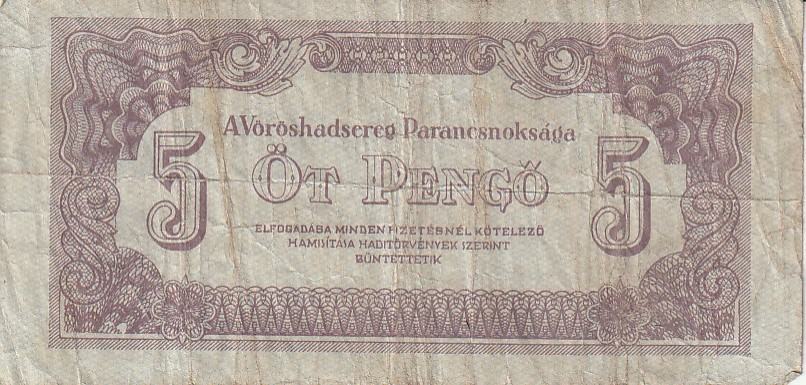 A Vöröshadsereg Parancsnoksága
5 ÖT PENGŐ 5
ELFOGADÁSA MINDEN FIZETÉSNÉL KÖTELEZŐ
HAMISÍTÁSA HADITÖRVÉNYEK SZERINT
BÜNTETTETIK